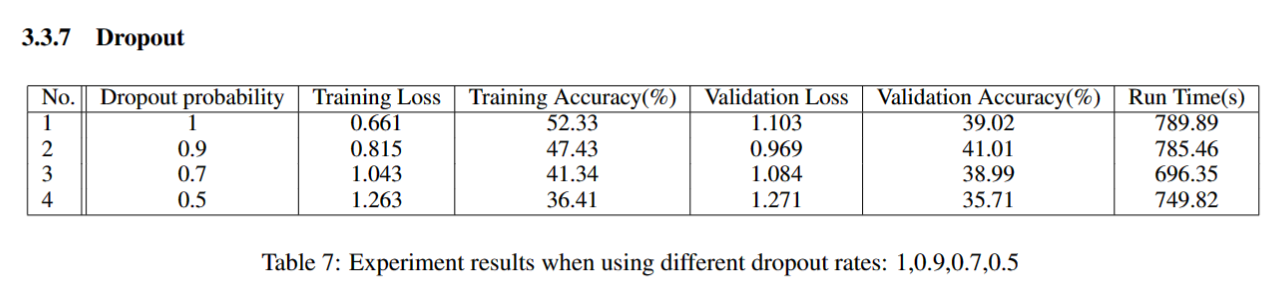 3.3.7 Dropout
No. Dropout probability Training Loss Training Accuracy(%) Validation Loss Validation Accuracy(%) Run Time(s)
1 1 0.661 52.33 1.103 39.02 789.89
2 0.9 0.815 47.43 0.969 41.01 785.46
3 0.7 1.043 41.34 1.084 38.99 696.35
4 0.5 1.263 36.41 1.271 35.71 749.82
Table 7: Experiment results when using different dropout rates: 1,0.9,0.7,0.5